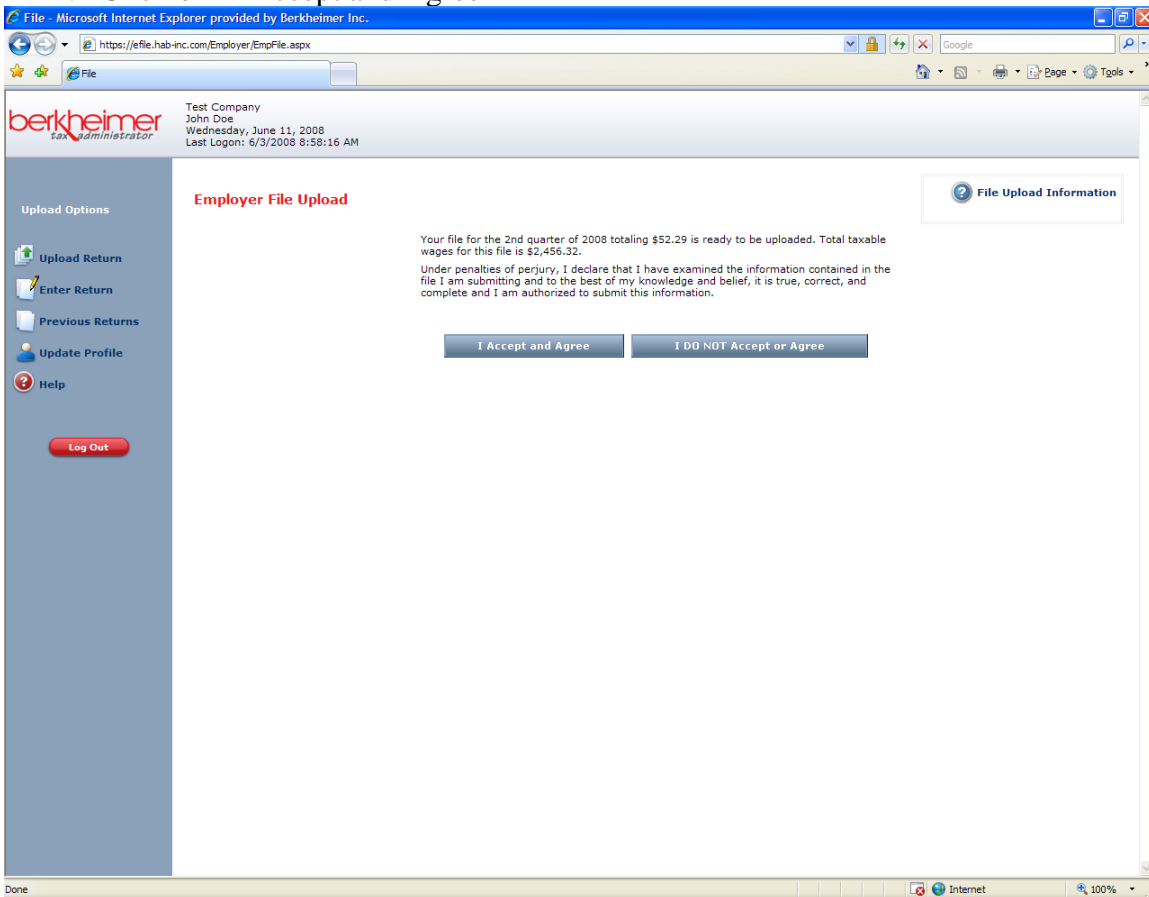 File - Microsoft Internet Explorer provided by Berkheimer Inc.
https://efile.hab-inc.com/Employer/EmpFile.aspx
Google
File
Page
Tools
berkheimer
tax administrator
Test Company
John Doe
Wednesday, June 11, 2008
Last Logon: 6/3/2008 8:58:16 AM
Upload Options
Upload Return
Enter Return
Previous Returns
Update Profile
Help
Log Out
Employer File Upload
File Upload Information
Your file for the 2nd quarter of 2008 totaling $52.29 is ready to be uploaded. Total taxable
wages for this file is $2,456.32.
Under penalties of perjury, I declare that I have examined the information contained in the
file I am submitting and to the best of my knowledge and belief, it is true, correct, and
complete and I am authorized to submit this information.
I Accept and Agree
I DO NOT Accept or Agree
Done
Internet
100%